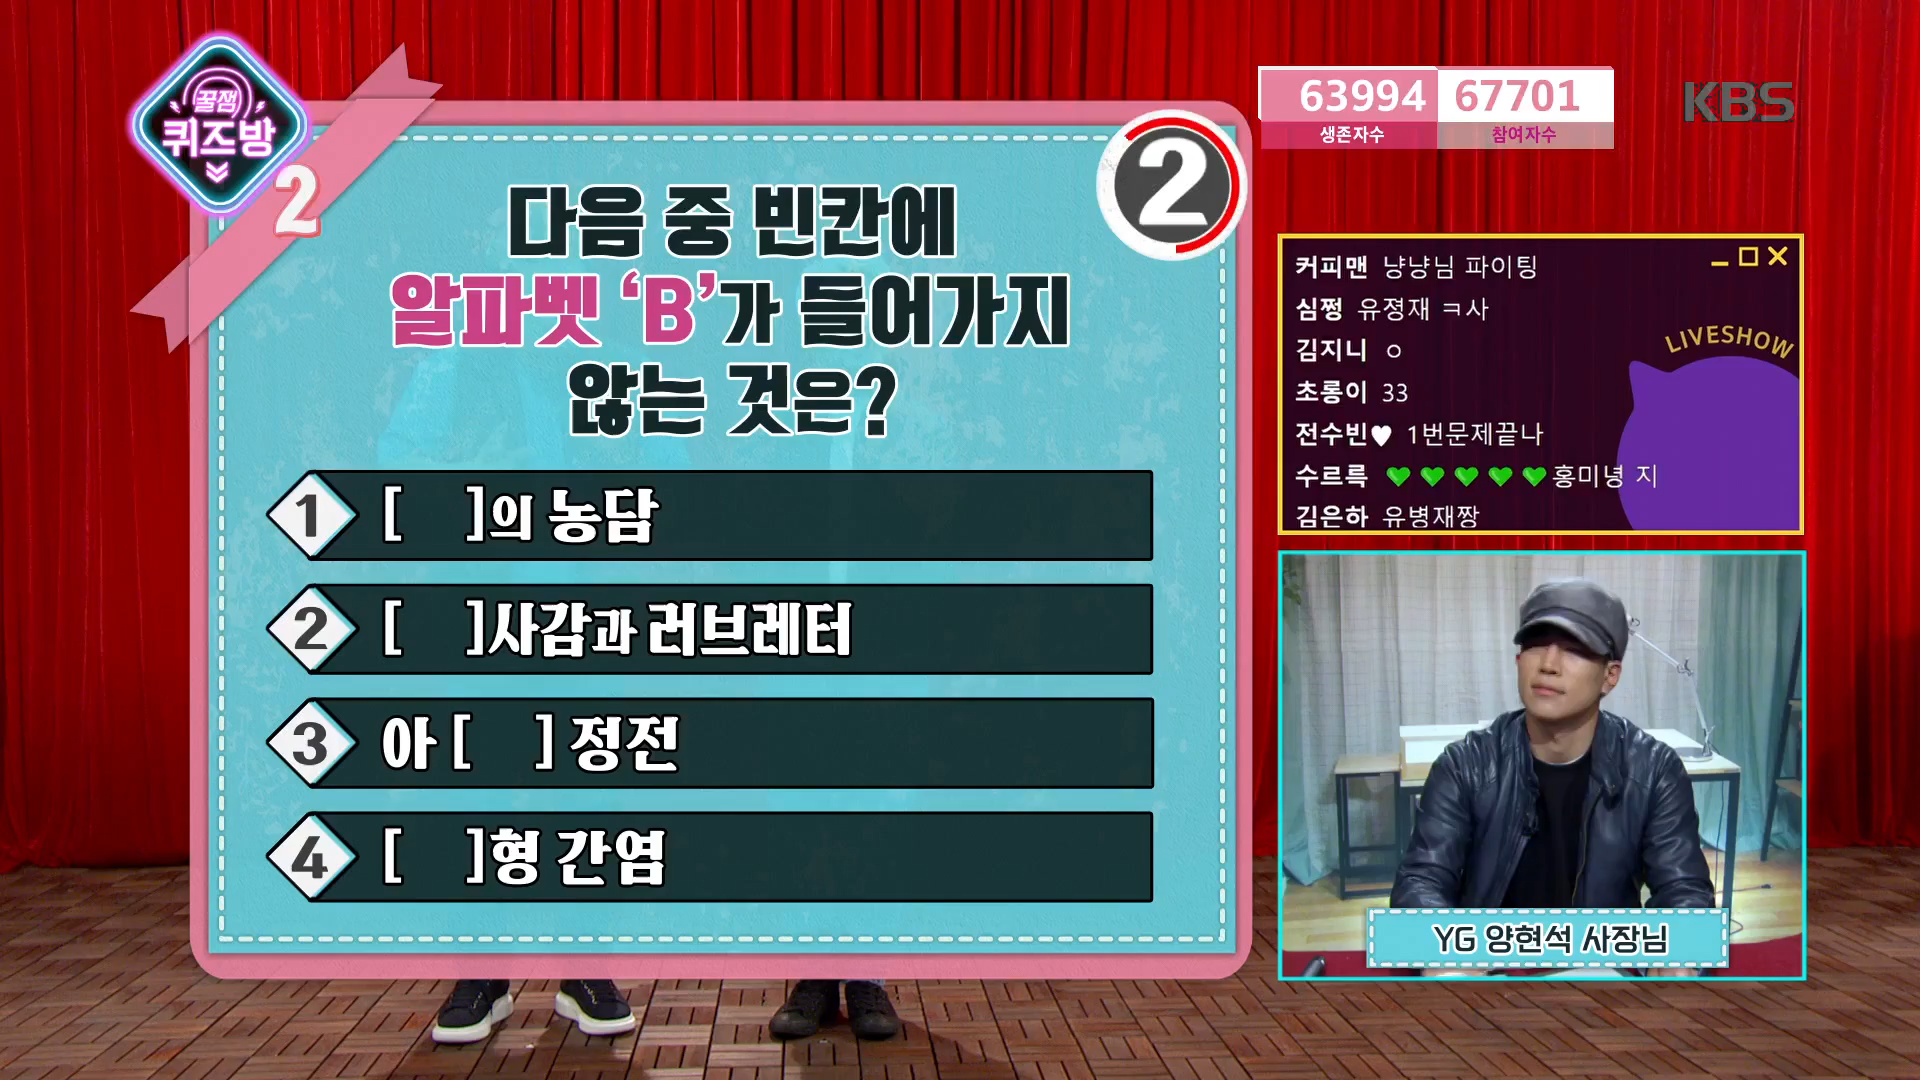 꿀잼
퀴즈방
2
다음 중 빈칸에
알파벳 ‘B’가 들어가지
않는 것은?
2
1 [ ]의 농담
2 [ ]사감과 러브레터
3 아 [ ] 정전
4 [ ]형 간염
63994 67701
생존자수 참여자수
KBS
커피맨 냥냥님 파이팅
심쩡 유졍재 ㅋ사
김지니 ㅇ
초롱이 33
전수빈♥ 1번문제끝나
수르륵 💚💚💚💚💚홍미녕 지
김은하 유병재짱
LIVESHOW
YG 양현석 사장님